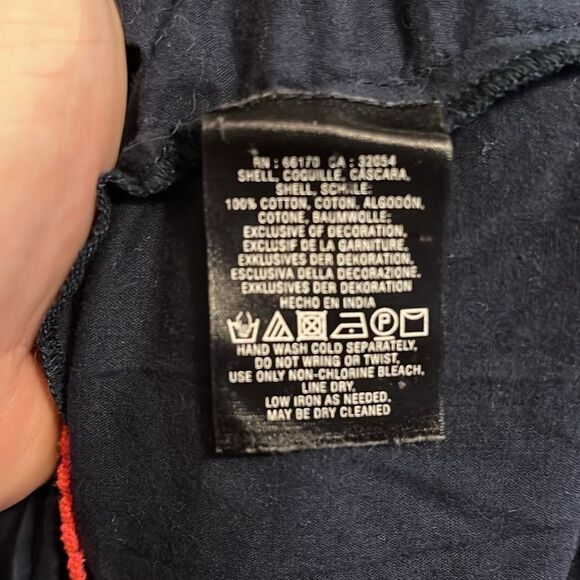 RN : 66170 CA : 32054
SHELL, COQUILLE, CÁSCARA,
SHELL, SCHALE:
100% COTTON, COTON, ALGODÓN,
COTONE, BAUMWOLLE:
EXCLUSIVE OF DECORATION,
EXCLUSIF DE LA GARNITURE,
EXKLUSIVES DER DEKORATION,
ESCLUSIVA DELLA DECORAZIONE,
EXKLUSIVES DER DEKORATION
HECHO EN INDIA
P
HAND WASH COLD SEPARATELY,
DO NOT WRING OR TWIST,
USE ONLY NON-CHLORINE BLEACH,
LINE DRY,
LOW IRON AS NEEDED,
MAY BE DRY CLEANED